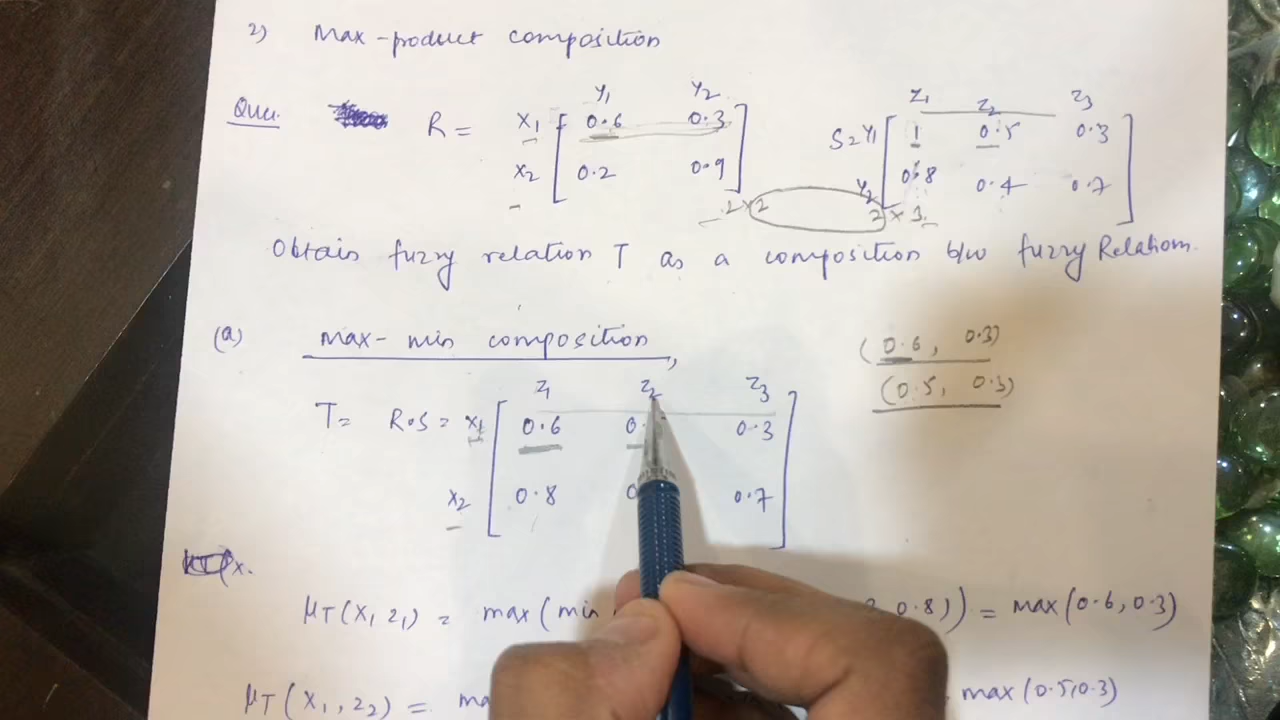 2) Max-product composition
Y1 Y2 Z1 Z2 Z3
Que. R = X1 [ 0.6 0.3 ] S = Y1 [ 1 0.5 0.3 ]
X2 0.2 0.9 Y2 0.8 0.4 0.7
2×2 2×3
Obtain fuzzy relation T as a composition b/w fuzzy Relations.
(a) max-min composition, (0.6, 0.3)
(0.5, 0.3)
Z1 Z2 Z3
T= R∘S = X1 [ 0.6 0. 0.3 ]
X2 0.8 0 0.7
μT(X1 Z1) = max(min 0.8)) = max(0.6, 0.3)
μT(X1, Z2) = ma max(0.5,0.3)